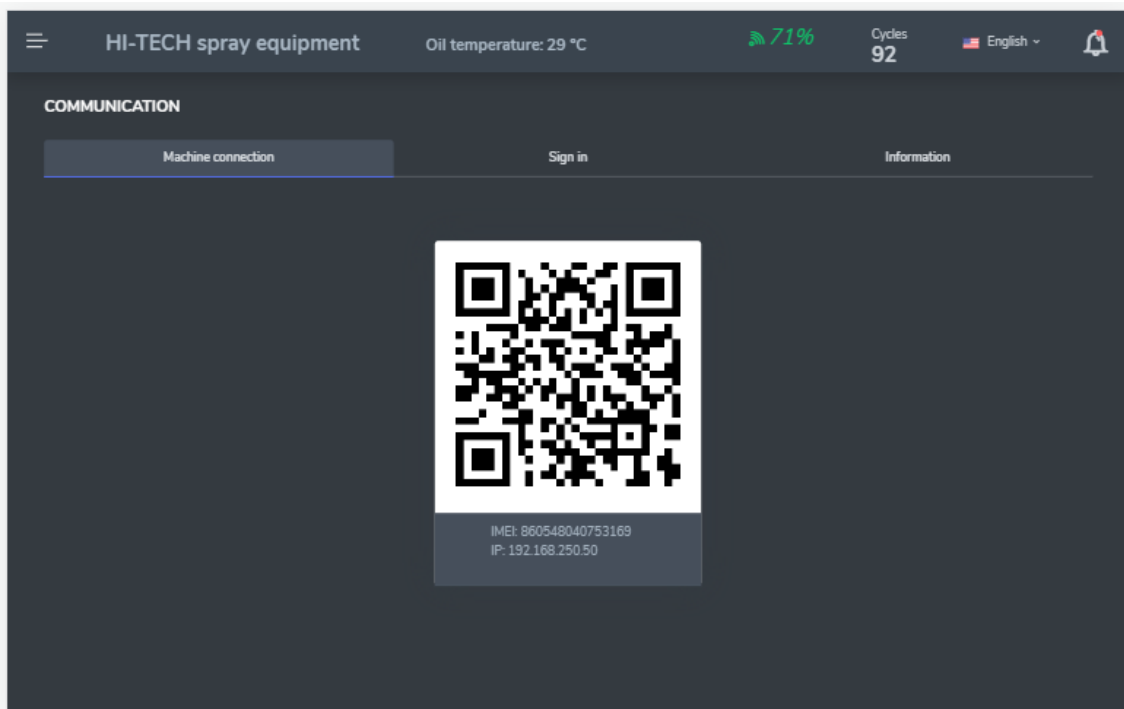 HI-TECH spray equipment
Oil temperature: 29 °C
71%
Cycles
92
English
COMMUNICATION
Machine connection
Sign in
Information
IMEI: 860548040753169
IP: 192.168.250.50